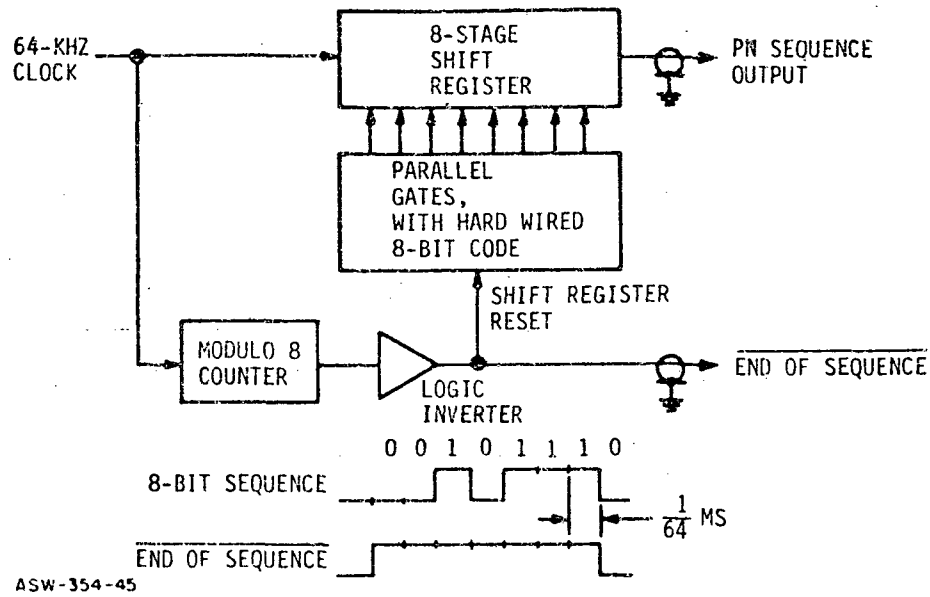 64-KHZ
CLOCK
8-STAGE
SHIFT
REGISTER
PN SEQUENCE
OUTPUT
PARALLEL
GATES,
WITH HARD WIRED
8-BIT CODE
SHIFT REGISTER
RESET
MODULO 8
COUNTER
LOGIC
INVERTER
END OF SEQUENCE
0 0 1 0 1 1 1 0
8-BIT SEQUENCE
1/64 MS
END OF SEQUENCE
ASW-354-45